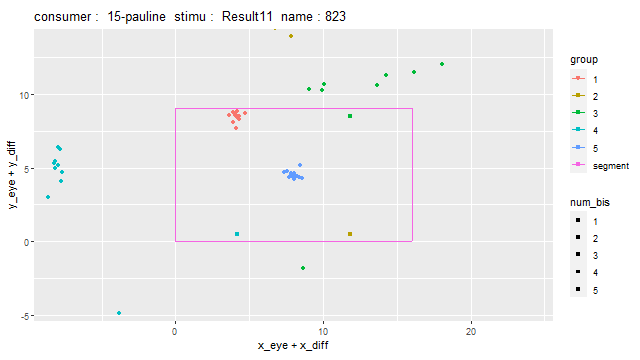 consumer :  15-pauline  stimu :  Result11  name : 823
y_eye + y_diff
10
5
0
-5
0
10
20
x_eye + x_diff
group
1
2
3
4
5
segment
num_bis
1
2
3
4
5